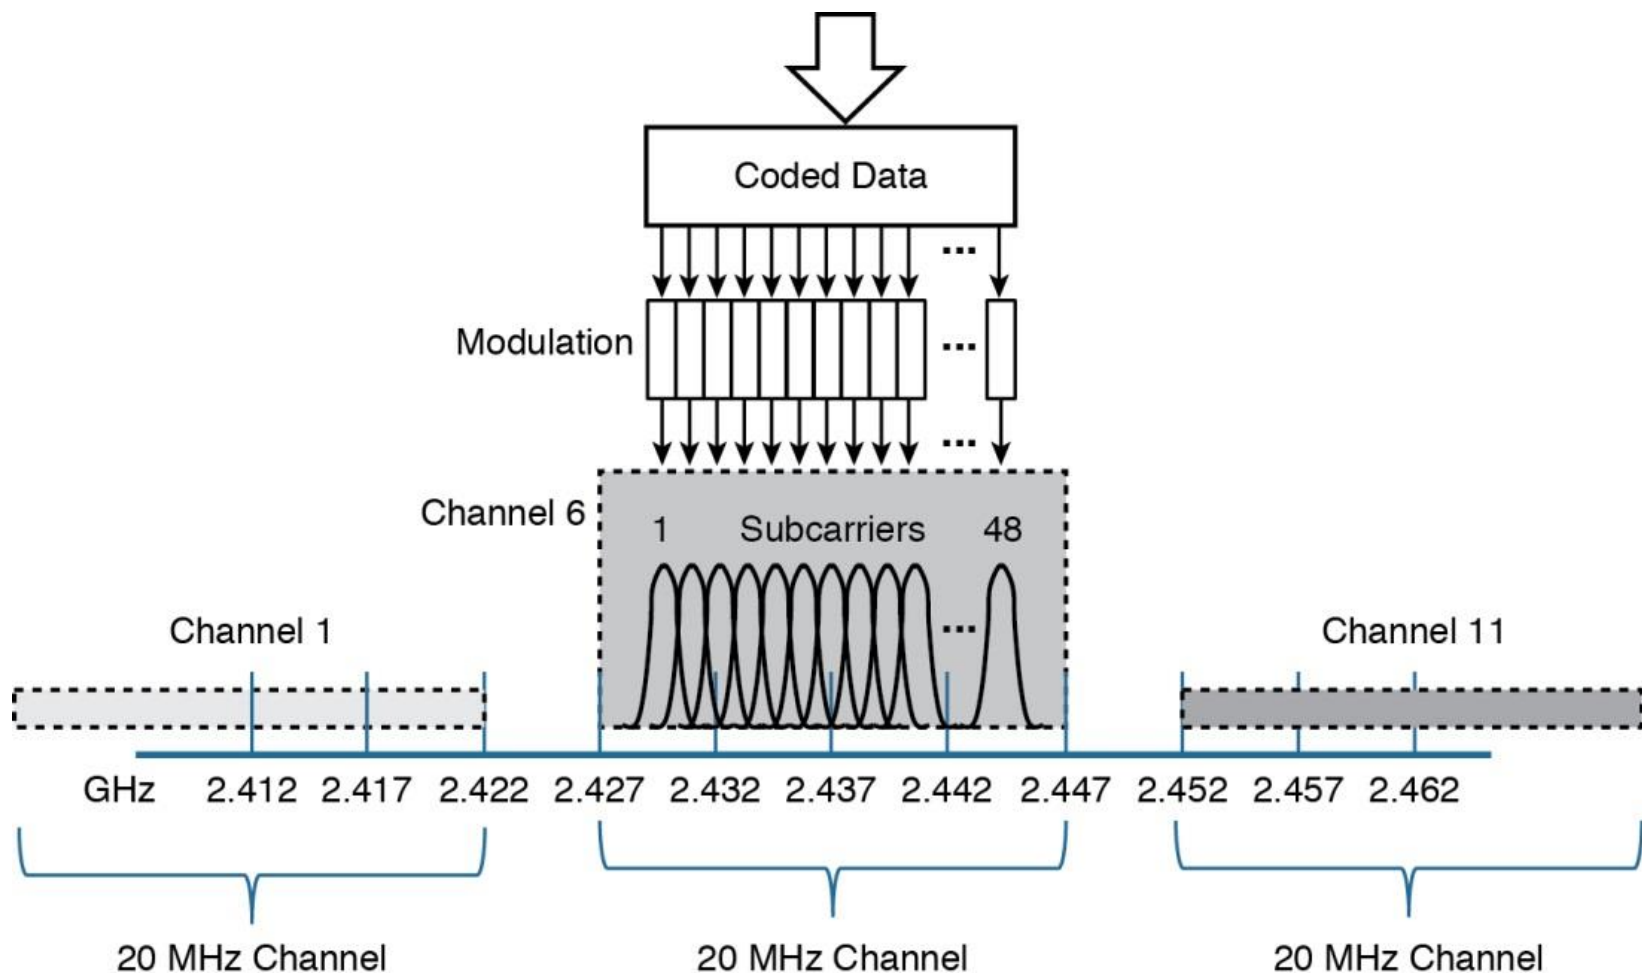 Coded Data
...
Modulation
...
...
Channel 6
1 Subcarriers 48
...
Channel 1
Channel 11
GHz 2.412 2.417 2.422 2.427 2.432 2.437 2.442 2.447 2.452 2.457 2.462
20 MHz Channel 20 MHz Channel 20 MHz Channel